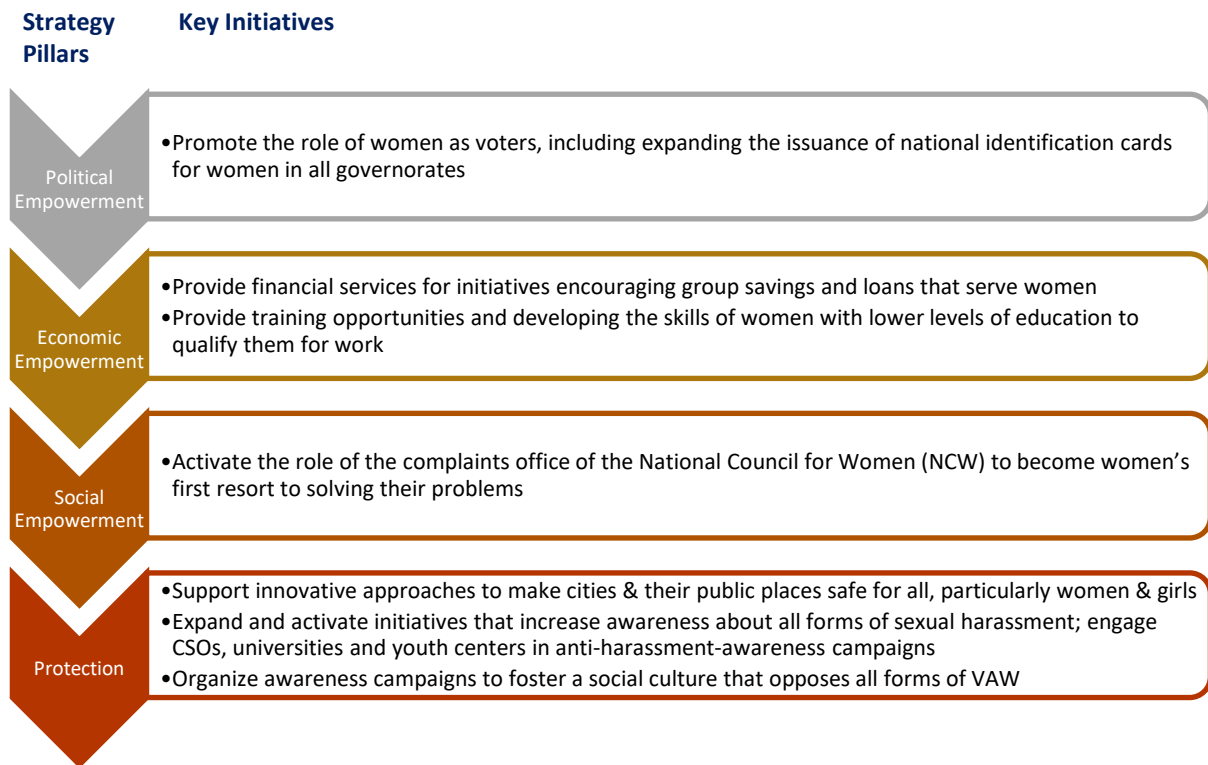 Strategy Pillars
Key Initiatives
Political
Empowerment
•Promote the role of women as voters, including expanding the issuance of national identification cards
for women in all governorates
Economic
Empowerment
•Provide financial services for initiatives encouraging group savings and loans that serve women
•Provide training opportunities and developing the skills of women with lower levels of education to
qualify them for work
Social
Empowerment
•Activate the role of the complaints office of the National Council for Women (NCW) to become women’s
first resort to solving their problems
Protection
•Support innovative approaches to make cities & their public places safe for all, particularly women & girls
•Expand and activate initiatives that increase awareness about all forms of sexual harassment; engage
CSOs, universities and youth centers in anti-harassment-awareness campaigns
•Organize awareness campaigns to foster a social culture that opposes all forms of VAW